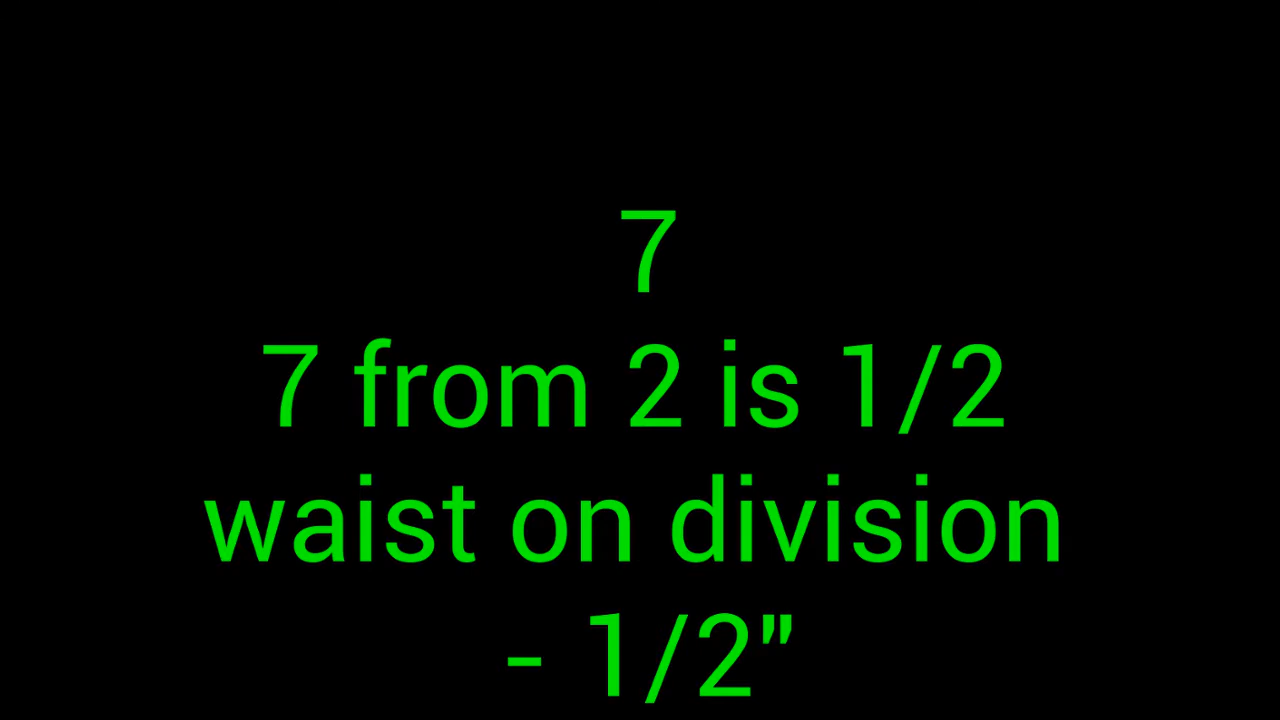 7
7 from 2 is 1/2
waist on division
- 1/2"